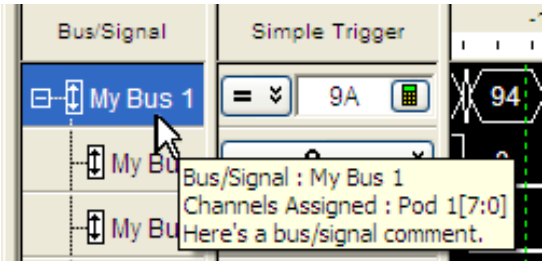 Bus/Signal Simple Trigger
My Bus 1 = 9A 94
My Bu
Bus/Signal : My Bus 1
Channels Assigned : Pod 1[7:0]
My Bu Here's a bus/signal comment.